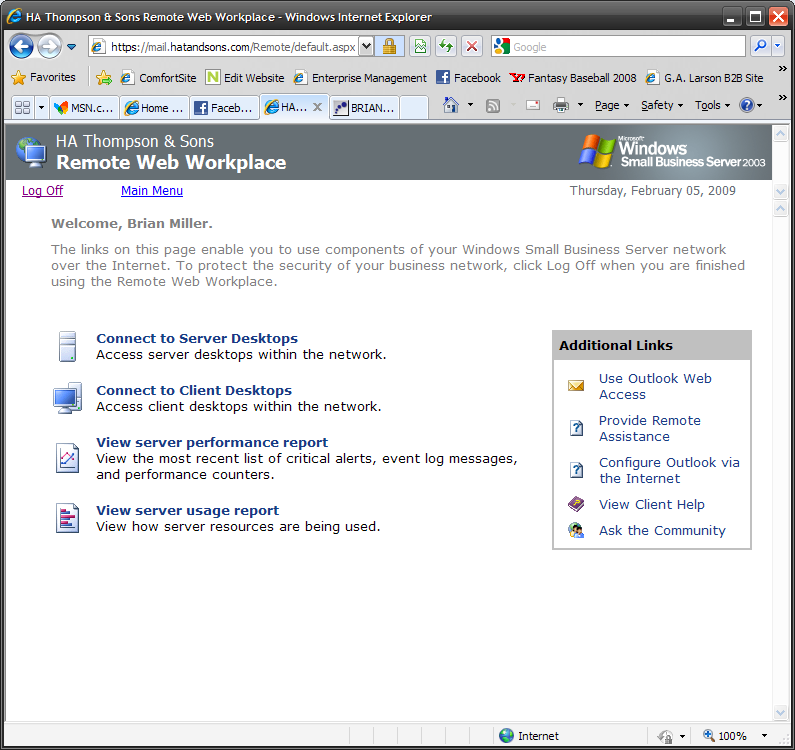 HA Thompson & Sons Remote Web Workplace - Windows Internet Explorer
https://mail.hatandsons.com/Remote/default.aspx
Google
Favorites
ComfortSite
Edit Website
Enterprise Management
Facebook
Fantasy Baseball 2008
G.A. Larson B2B Site
MSN.c...
Home ...
Faceb...
HA...
BRIAN...
Page
Safety
Tools
HA Thompson & Sons
Remote Web Workplace
Microsoft
Windows
Small Business Server 2003
Log Off
Main Menu
Thursday, February 05, 2009
Welcome, Brian Miller.
The links on this page enable you to use components of your Windows Small Business Server network
over the Internet. To protect the security of your business network, click Log Off when you are finished
using the Remote Web Workplace.
Connect to Server Desktops
Access server desktops within the network.
Connect to Client Desktops
Access client desktops within the network.
View server performance report
View the most recent list of critical alerts, event log messages,
and performance counters.
View server usage report
View how server resources are being used.
Additional Links
Use Outlook Web
Access
Provide Remote
Assistance
Configure Outlook via
the Internet
View Client Help
Ask the Community
Internet
100%